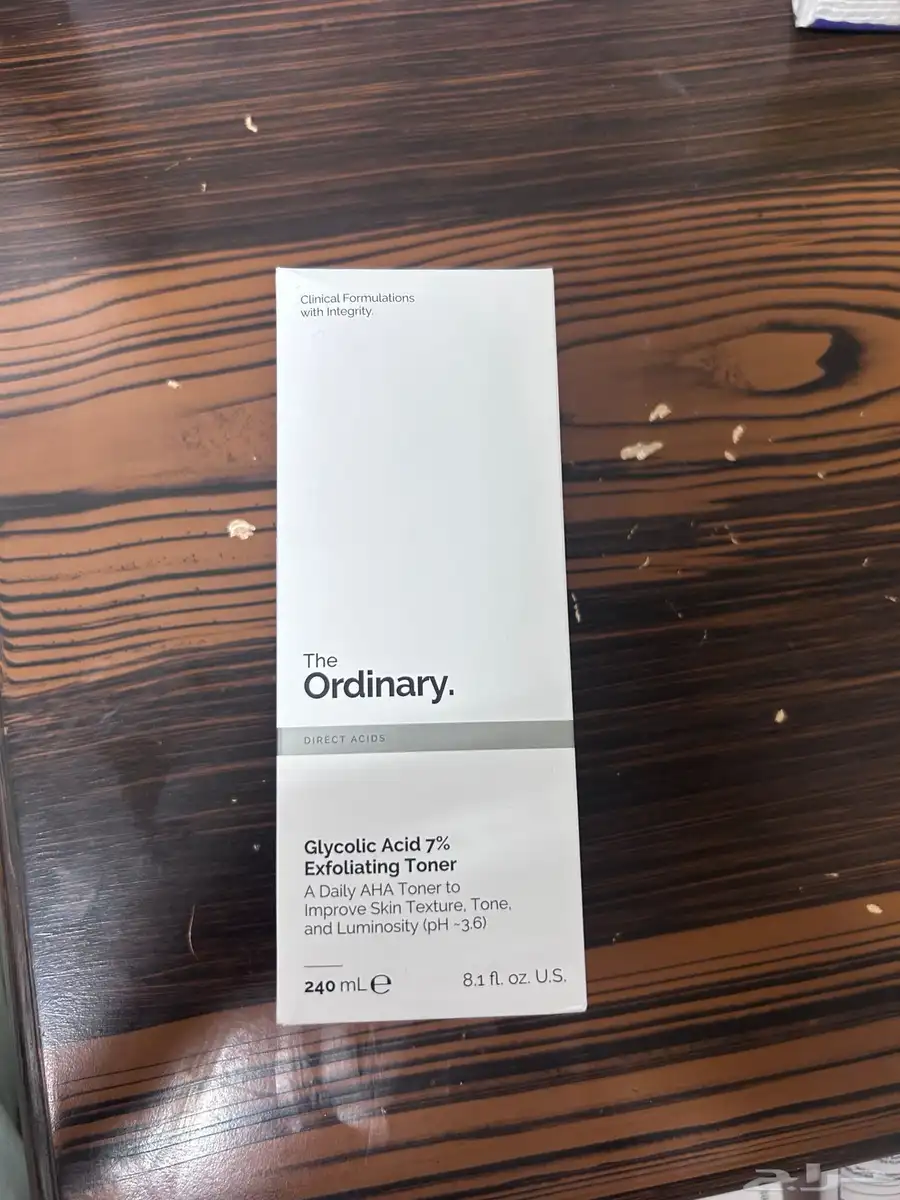 Clinical Formulations
with Integrity.
The
Ordinary.
DIRECT ACIDS
Glycolic Acid 7%
Exfoliating Toner
A Daily AHA Toner to
Improve Skin Texture, Tone,
and Luminosity (pH ~3.6)
240 mL℮ 8.1 fl. oz. U.S.